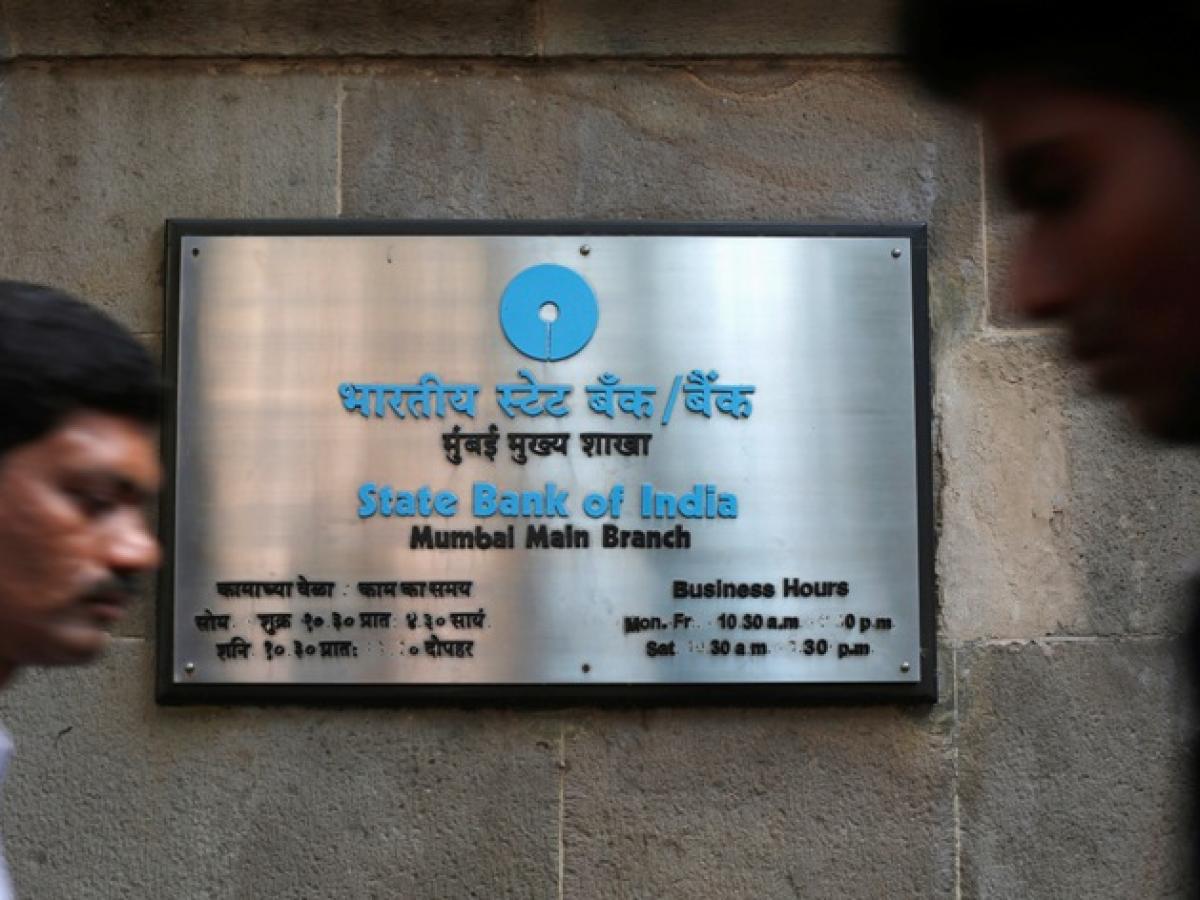 भारतीय स्टेट बँक/बैंक
मुंबई मुख्य शाखा
State Bank of India
Mumbai Main Branch
कामाच्या वेळा : काम का समय
सोम. शुक्र १०.३० प्रात: ४.३० सायं
शनि १०.३० प्रात: दोपहर
Business Hours
Mon. Fr 10 30 a.m 0 p m
Sat 30 a m 30 p.m